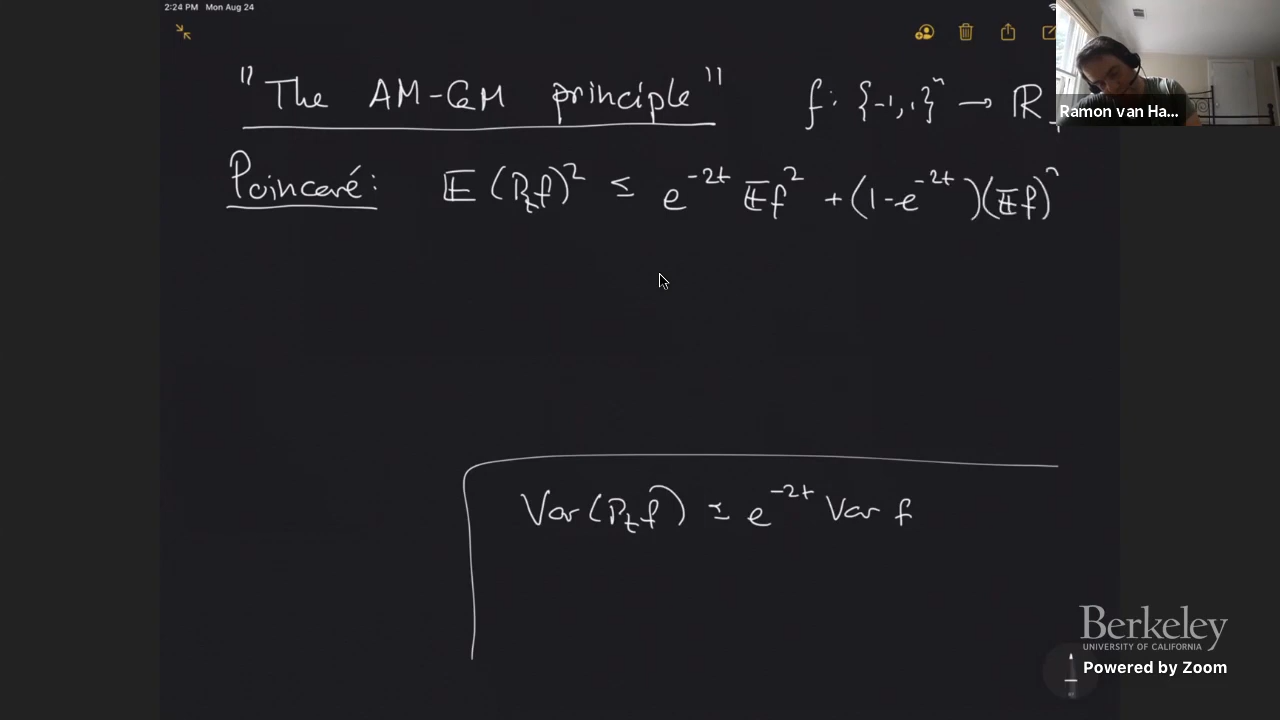 2:24 PM Mon Aug 24
"The AM-GM principle" f: {-1,1}ⁿ → ℝ₊
Ramon van Ha...
Poincaré: 𝔼(Pₜf)² ≤ e^{-2t} 𝔼f² + (1-e^{-2t})(𝔼f)²
Var(Pₜf) ≤ e^{-2t} Var f
Berkeley
UNIVERSITY OF CALIFORNIA
Powered by Zoom